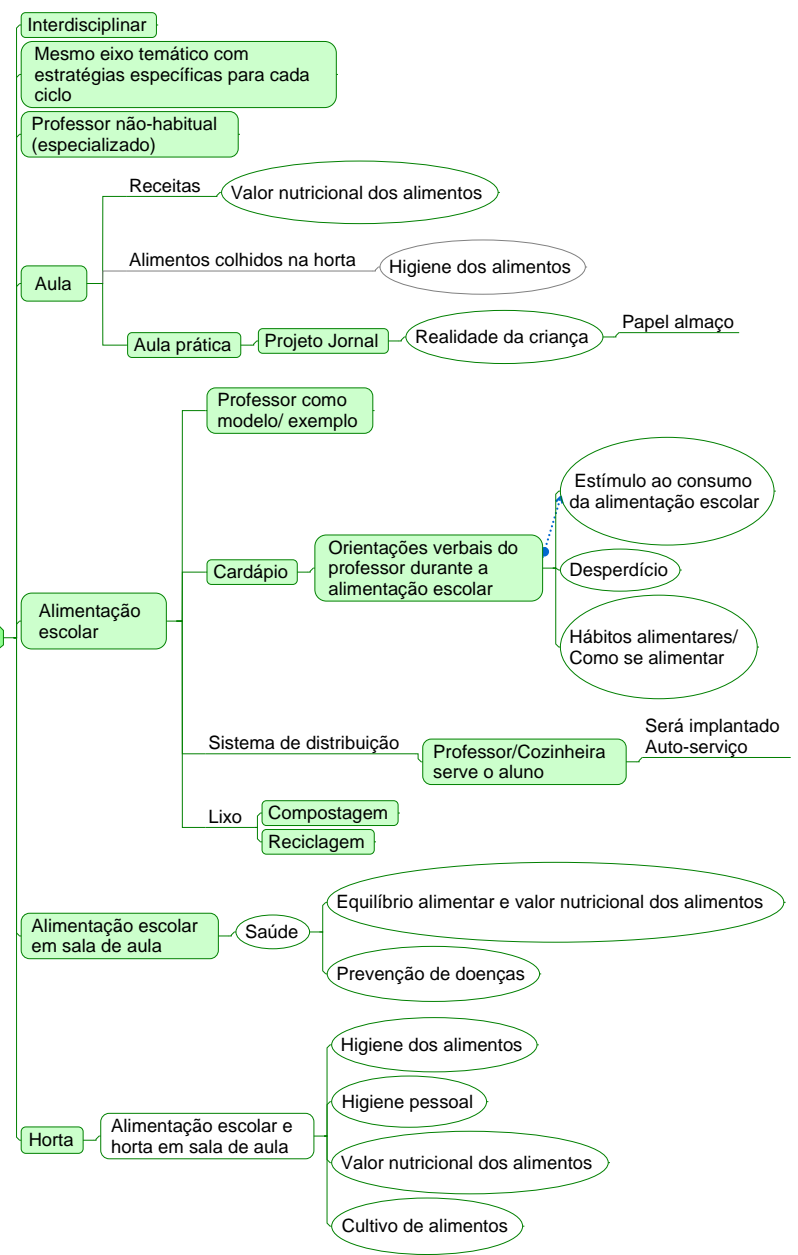 Interdisciplinar
Mesmo eixo temático com
estratégias específicas para cada
ciclo
Professor não-habitual
(especializado)
Aula
Receitas
Valor nutricional dos alimentos
Alimentos colhidos na horta
Higiene dos alimentos
Aula prática
Projeto Jornal
Realidade da criança
Papel almaço
Alimentação
escolar
Professor como
modelo/ exemplo
Cardápio
Orientações verbais do
professor durante a
alimentação escolar
Estímulo ao consumo
da alimentação escolar
Desperdício
Hábitos alimentares/
Como se alimentar
Sistema de distribuição
Professor/Cozinheira
serve o aluno
Será implantado
Auto-serviço
Lixo
Compostagem
Reciclagem
Alimentação escolar
em sala de aula
Saúde
Equilíbrio alimentar e valor nutricional dos alimentos
Prevenção de doenças
Horta
Alimentação escolar e
horta em sala de aula
Higiene dos alimentos
Higiene pessoal
Valor nutricional dos alimentos
Cultivo de alimentos